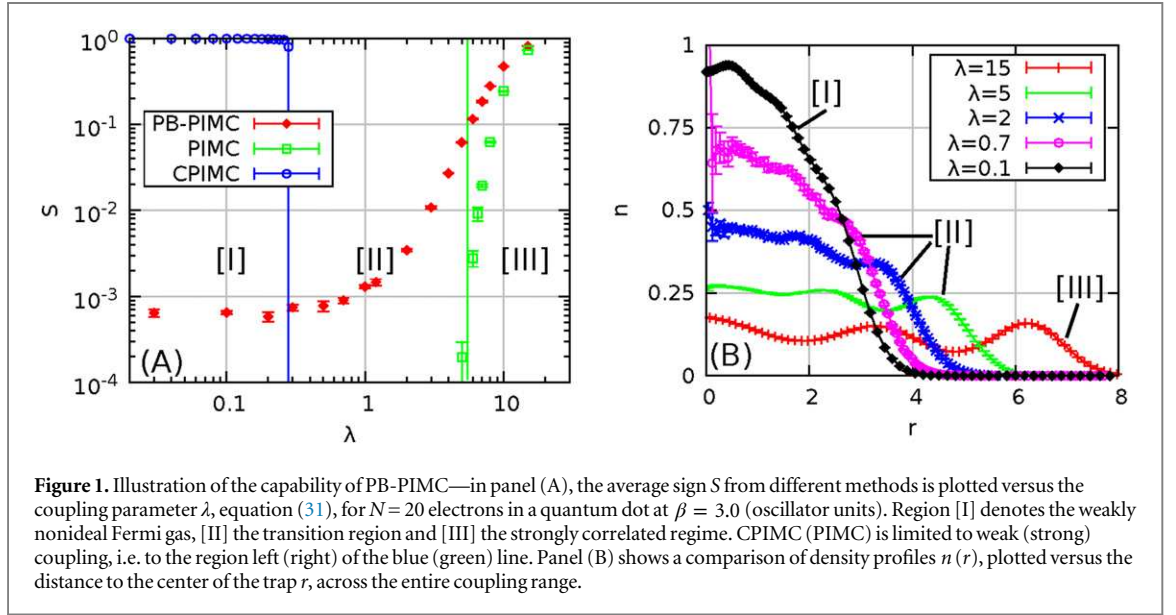 10⁰
10⁻¹
10⁻²
10⁻³
10⁻⁴
S
0.1
1
10
λ
PB-PIMC
PIMC
CPIMC
[I]
[II]
[III]
(A)
1
0.75
0.5
0.25
0
n
0
2
4
6
8
r
λ=15
λ=5
λ=2
λ=0.7
λ=0.1
[I]
[II]
[III]
(B)
Figure 1. Illustration of the capability of PB-PIMC—in panel (A), the average sign S from different methods is plotted versus the
coupling parameter λ, equation (31), for N = 20 electrons in a quantum dot at β = 3.0 (oscillator units). Region [I] denotes the weakly
nonideal Fermi gas, [II] the transition region and [III] the strongly correlated regime. CPIMC (PIMC) is limited to weak (strong)
coupling, i.e. to the region left (right) of the blue (green) line. Panel (B) shows a comparison of density profiles n (r), plotted versus the
distance to the center of the trap r, across the entire coupling range.